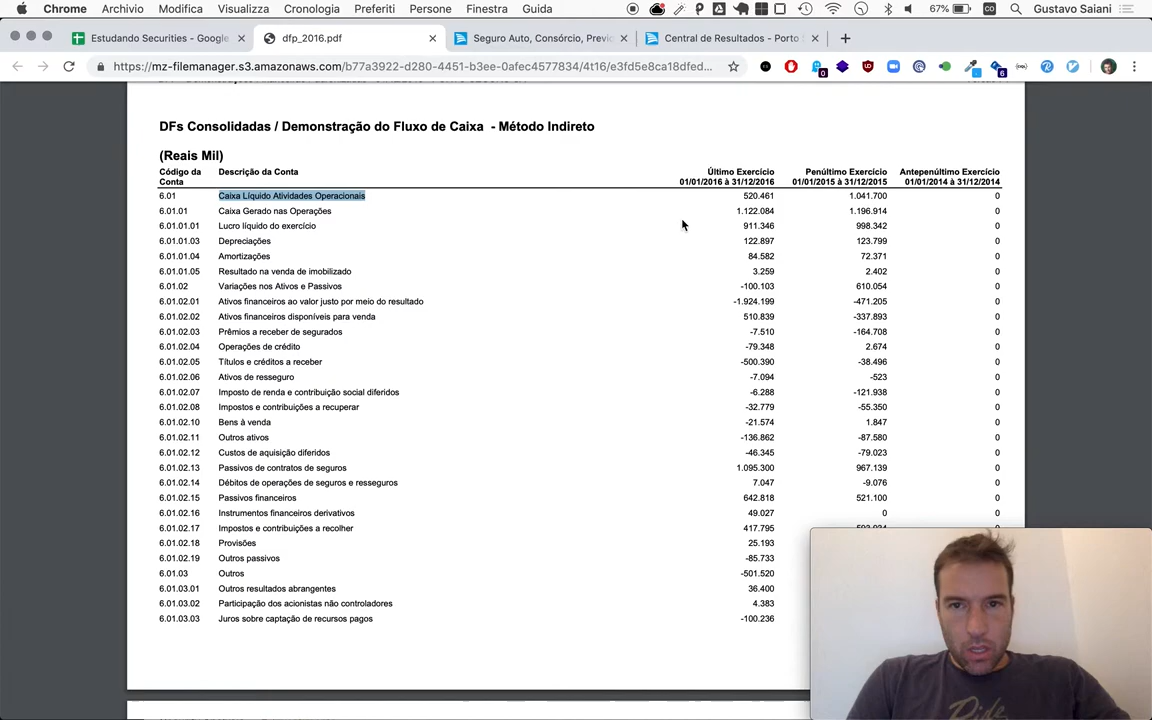 Chrome Archivio Modifica Visualizza Cronologia Preferiti Persone Finestra Guida 67% Gustavo Saiani
Estudando Securities - Google
dfp_2016.pdf
Seguro Auto, Consórcio, Previ
Central de Resultados - Porto
https://mz-filemanager.s3.amazonaws.com/b77a3922-d280-4451-b3ee-0afec4577834/4t16/e3fd5e8ca18dfed...
DFs Consolidadas / Demonstração do Fluxo de Caixa - Método Indireto
(Reais Mil)
Código da Conta Descrição da Conta Último Exercício 01/01/2016 à 31/12/2016 Penúltimo Exercício 01/01/2015 à 31/12/2015 Antepenúltimo Exercício 01/01/2014 à 31/12/2014
6.01 Caixa Líquido Atividades Operacionais 520.461 1.041.700 0
6.01.01 Caixa Gerado nas Operações 1.122.084 1.196.914 0
6.01.01.01 Lucro líquido do exercício 911.346 998.342 0
6.01.01.03 Depreciações 122.897 123.799 0
6.01.01.04 Amortizações 84.582 72.371 0
6.01.01.05 Resultado na venda de imobilizado 3.259 2.402 0
6.01.02 Variações nos Ativos e Passivos -100.103 610.054 0
6.01.02.01 Ativos financeiros ao valor justo por meio do resultado -1.924.199 -471.205 0
6.01.02.02 Ativos financeiros disponíveis para venda 510.839 -337.893 0
6.01.02.03 Prêmios a receber de segurados -7.510 -164.708 0
6.01.02.04 Operações de crédito -79.348 2.674 0
6.01.02.05 Títulos e créditos a receber -500.390 -38.496 0
6.01.02.06 Ativos de resseguro -7.094 -523 0
6.01.02.07 Imposto de renda e contribuição social diferidos -6.288 -121.938 0
6.01.02.08 Impostos e contribuições a recuperar -32.779 -55.350 0
6.01.02.10 Bens à venda -21.574 1.847 0
6.01.02.11 Outros ativos -136.862 -87.580 0
6.01.02.12 Custos de aquisição diferidos -46.345 -79.023 0
6.01.02.13 Passivos de contratos de seguros 1.095.300 967.139 0
6.01.02.14 Débitos de operações de seguros e resseguros 7.047 -9.076 0
6.01.02.15 Passivos financeiros 642.818 521.100 0
6.01.02.16 Instrumentos financeiros derivativos 49.027 0 0
6.01.02.17 Impostos e contribuições a recolher 417.795
6.01.02.18 Provisões 25.193
6.01.02.19 Outros passivos -85.733
6.01.03 Outros -501.520
6.01.03.01 Outros resultados abrangentes 36.400
6.01.03.02 Participação dos acionistas não controladores 4.383
6.01.03.03 Juros sobre captação de recursos pagos -100.236